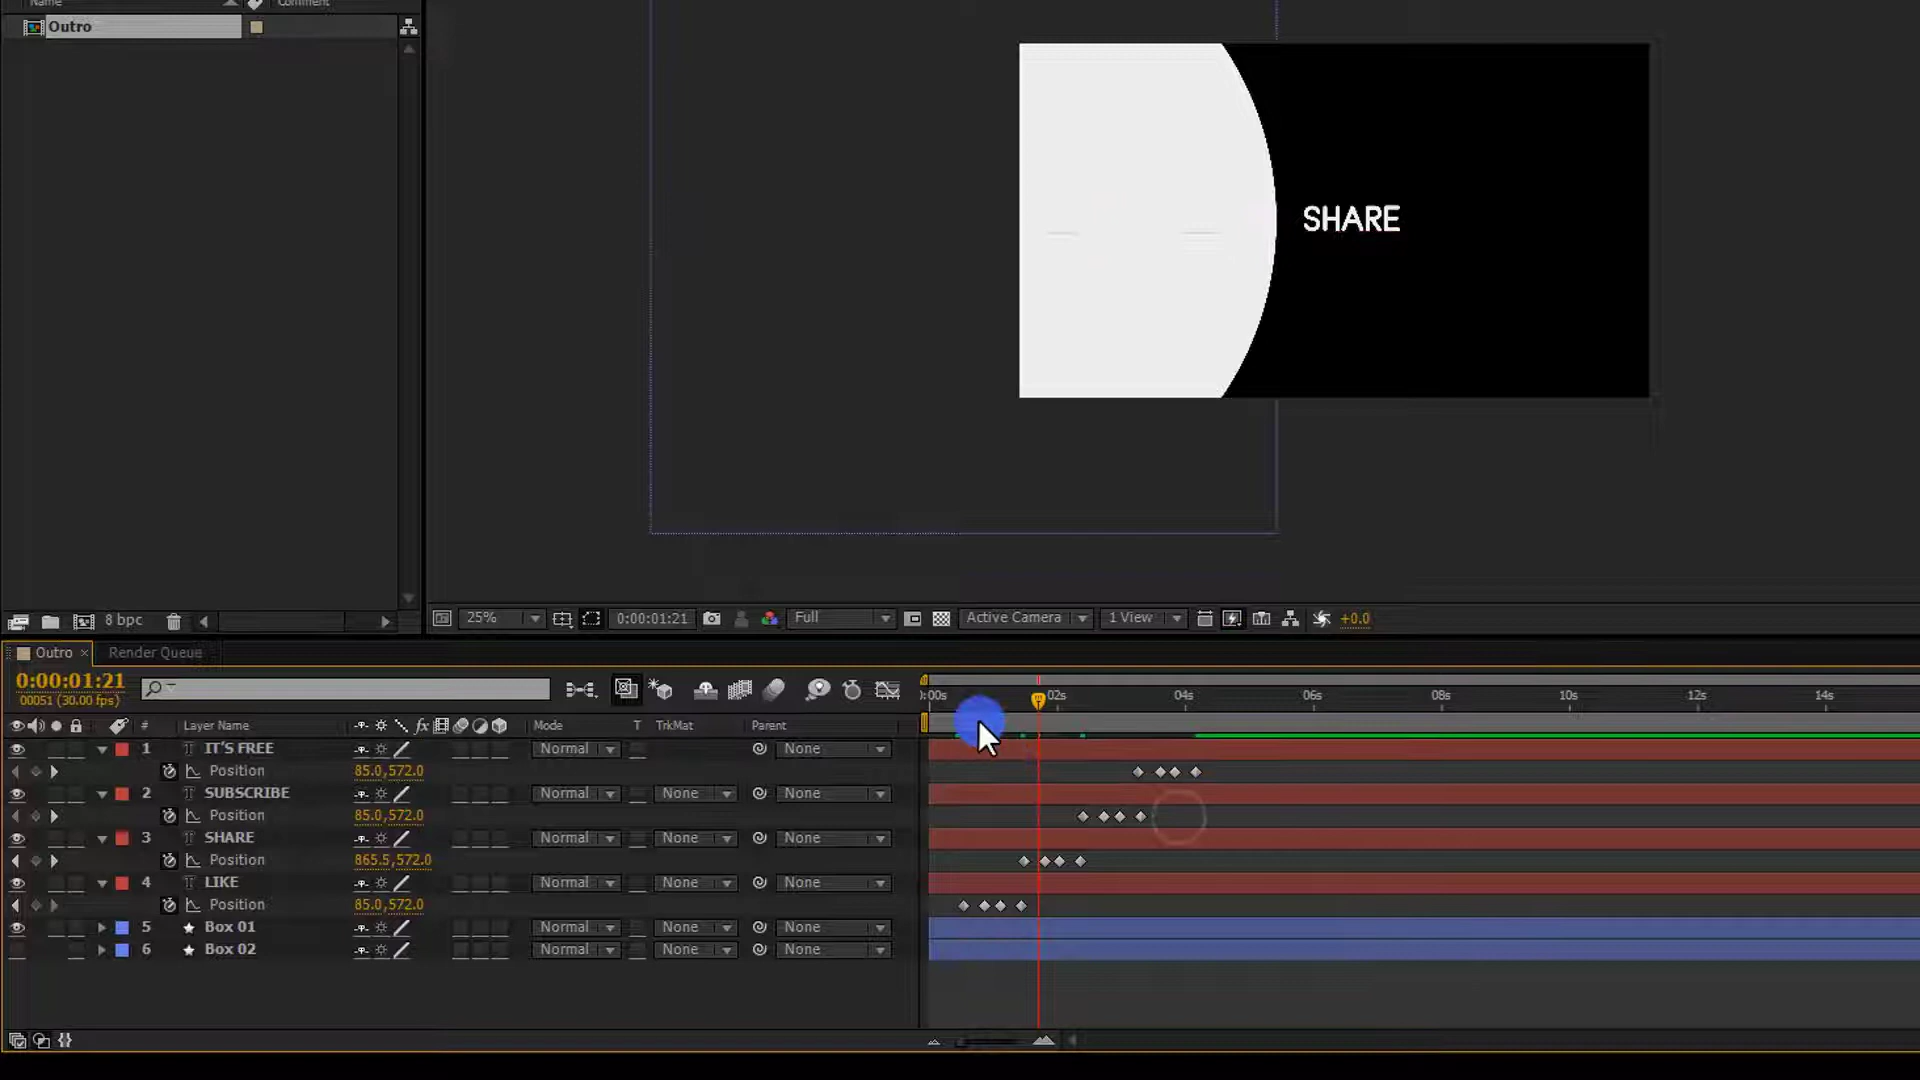 Name Comment
Outro
SHARE
8 bpc
25% 0:00:01:21 Full Active Camera 1 View +0.0
Outro × Render Queue
0:00:01:21
00051 (30.00 fps)
0:00s 02s 04s 06s 08s 10s 12s 14s
# Layer Name fx Mode T TrkMat Parent
1 T IT'S FREE Normal None
Position 85.0,572.0
2 T SUBSCRIBE Normal None None
Position 85.0,572.0
3 T SHARE Normal None None
Position 865.5,572.0
4 T LIKE Normal None None
Position 85.0,572.0
5 Box 01 Normal None None
6 Box 02 Normal None None